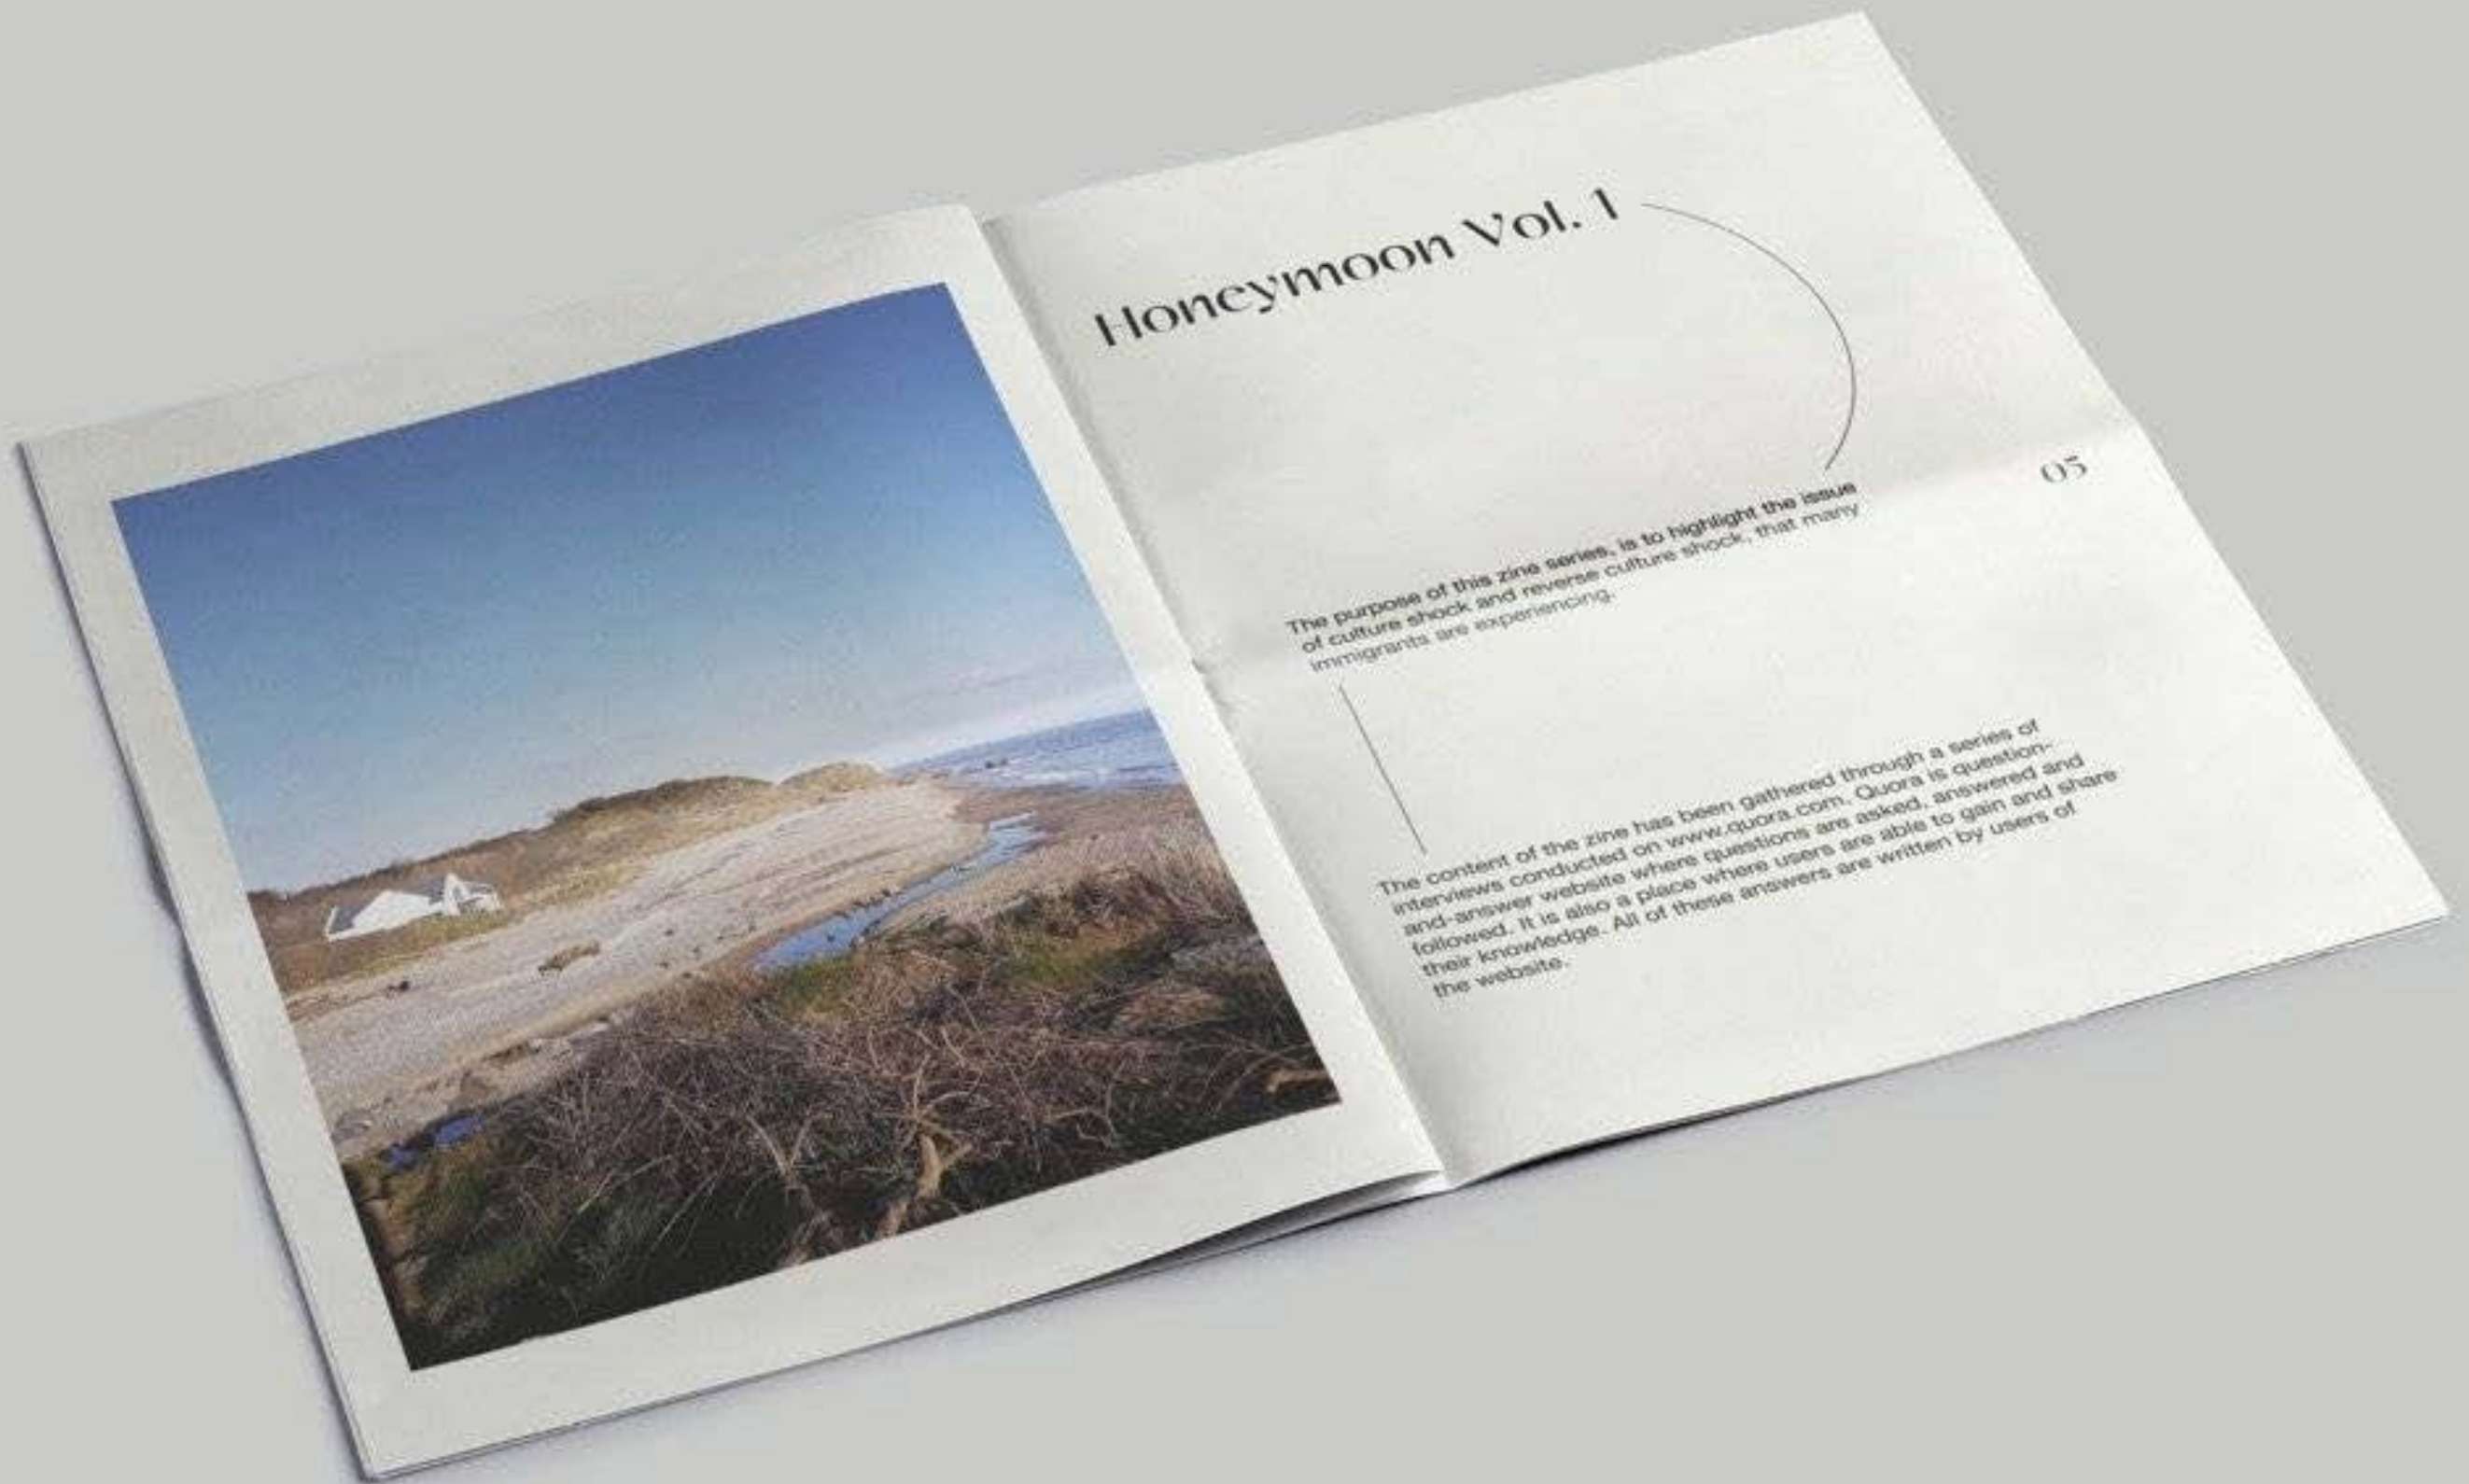 Honeymoon Vol. 1
05
The purpose of this zine series, is to highlight the issue
of culture shock and reverse culture shock, that many
immigrants are experiencing.
The content of the zine has been gathered through a series of
interviews conducted on www.quora.com. Quora is question-
and-answer website where questions are asked, answered and
followed. It is also a place where users are able to gain and share
their knowledge. All of these answers are written by users of
the website.